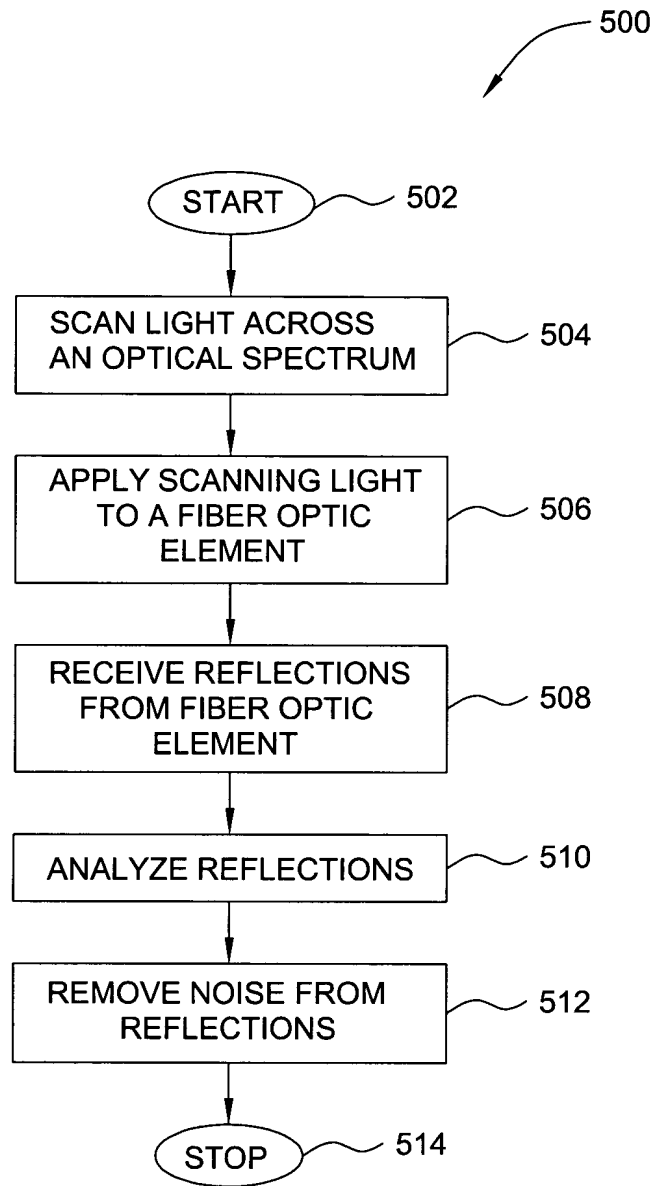 500
START
502
SCAN LIGHT ACROSS
AN OPTICAL SPECTRUM
504
APPLY SCANNING LIGHT
TO A FIBER OPTIC
ELEMENT
506
RECEIVE REFLECTIONS
FROM FIBER OPTIC
ELEMENT
508
ANALYZE REFLECTIONS
510
REMOVE NOISE FROM
REFLECTIONS
512
STOP
514